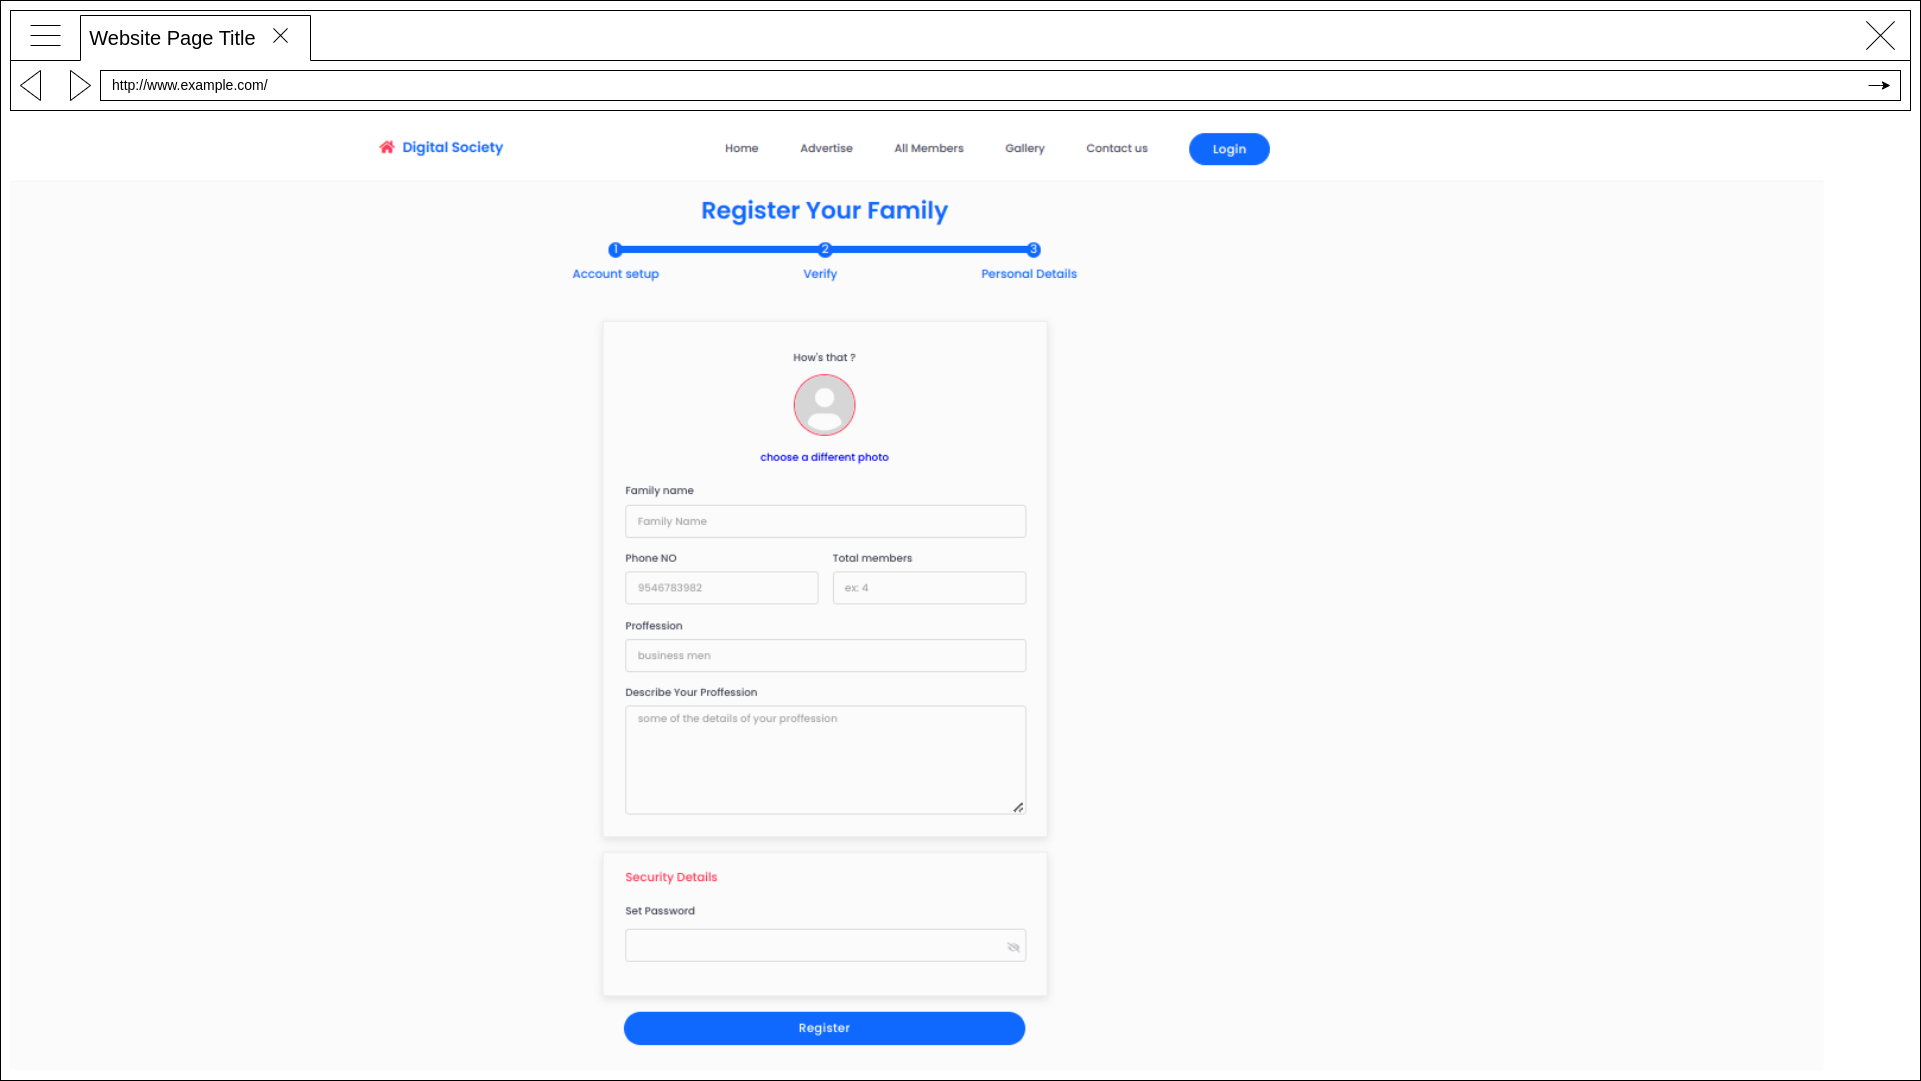 Website Page Title
http://www.example.com/
Digital Society Home Advertise All Members Gallery Contact us Login
Register Your Family
1 2 3
Account setup Verify Personal Details
How's that ?
choose a different photo
Family name
Family Name
Phone NO Total members
9546783982 ex: 4
Proffession
business men
Describe Your Proffession
some of the details of your proffession
Security Details
Set Password
Register